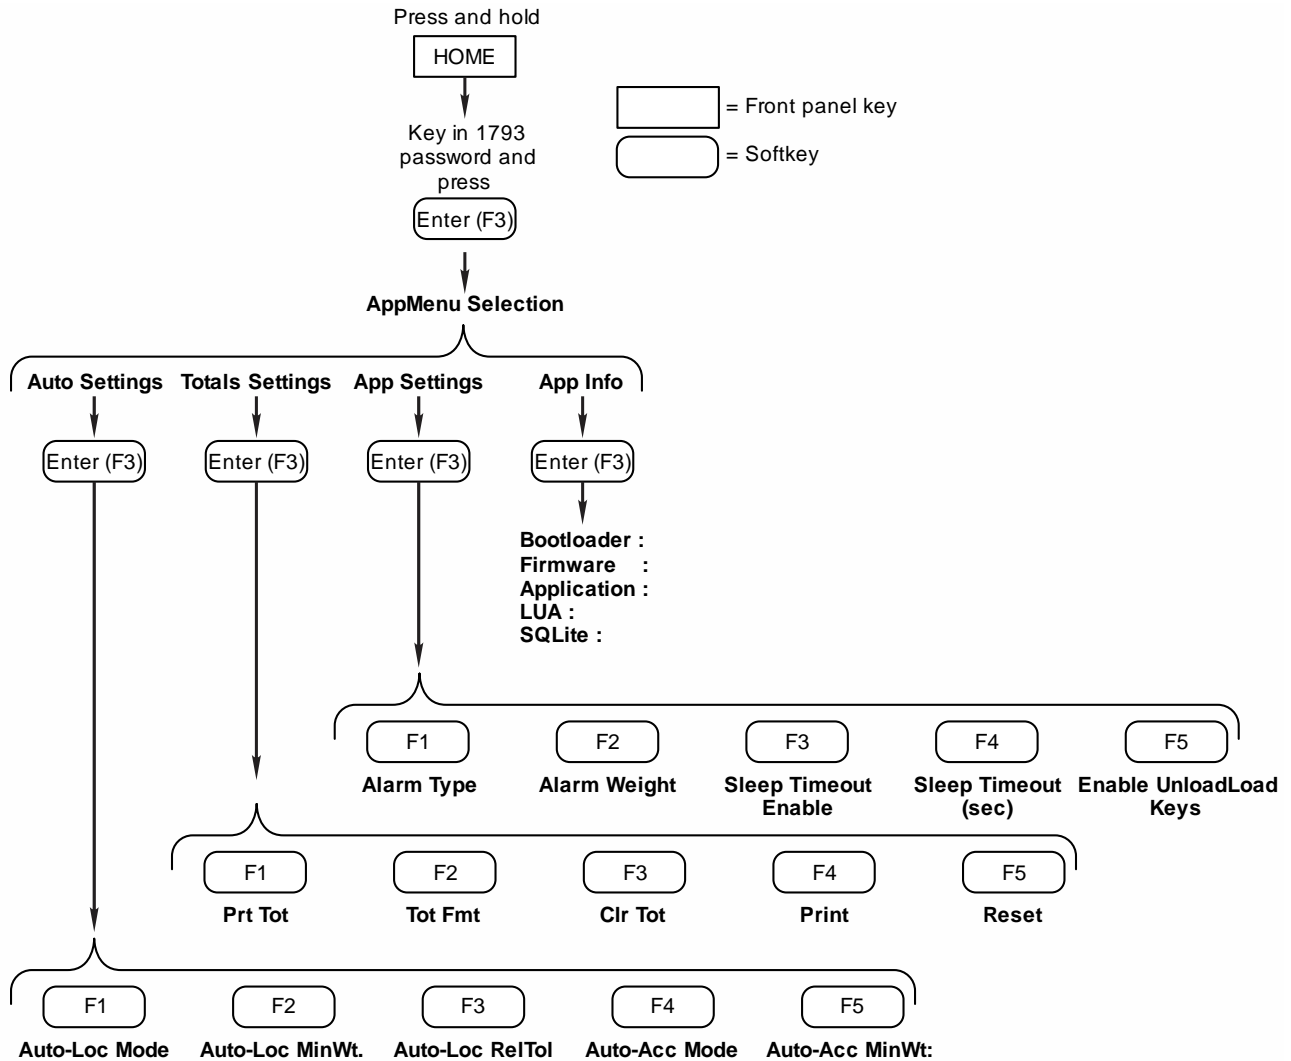 Press and hold
HOME
= Front panel key
Key in 1793
password and
press
= Softkey
Enter (F3)
AppMenu Selection
Auto Settings Totals Settings App Settings App Info
Enter (F3) Enter (F3) Enter (F3) Enter (F3)
Bootloader :
Firmware :
Application :
LUA :
SQLite :
F1 F2 F3 F4 F5
Alarm Type Alarm Weight Sleep Timeout Sleep Timeout Enable UnloadLoad
Enable (sec) Keys
F1 F2 F3 F4 F5
Prt Tot Tot Fmt Clr Tot Print Reset
F1 F2 F3 F4 F5
Auto-Loc Mode Auto-Loc MinWt. Auto-Loc RelTol Auto-Acc Mode Auto-Acc MinWt: